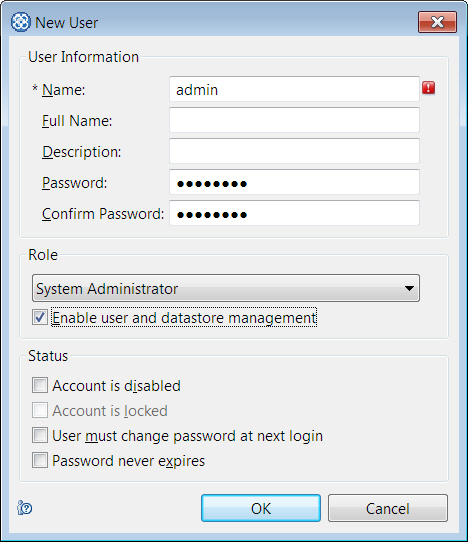 New User
User Information
* Name: admin
Full Name:
Description:
Password: ●●●●●●●●
Confirm Password: ●●●●●●●●
Role
System Administrator
Enable user and datastore management
Status
Account is disabled
Account is locked
User must change password at next login
Password never expires
OK Cancel